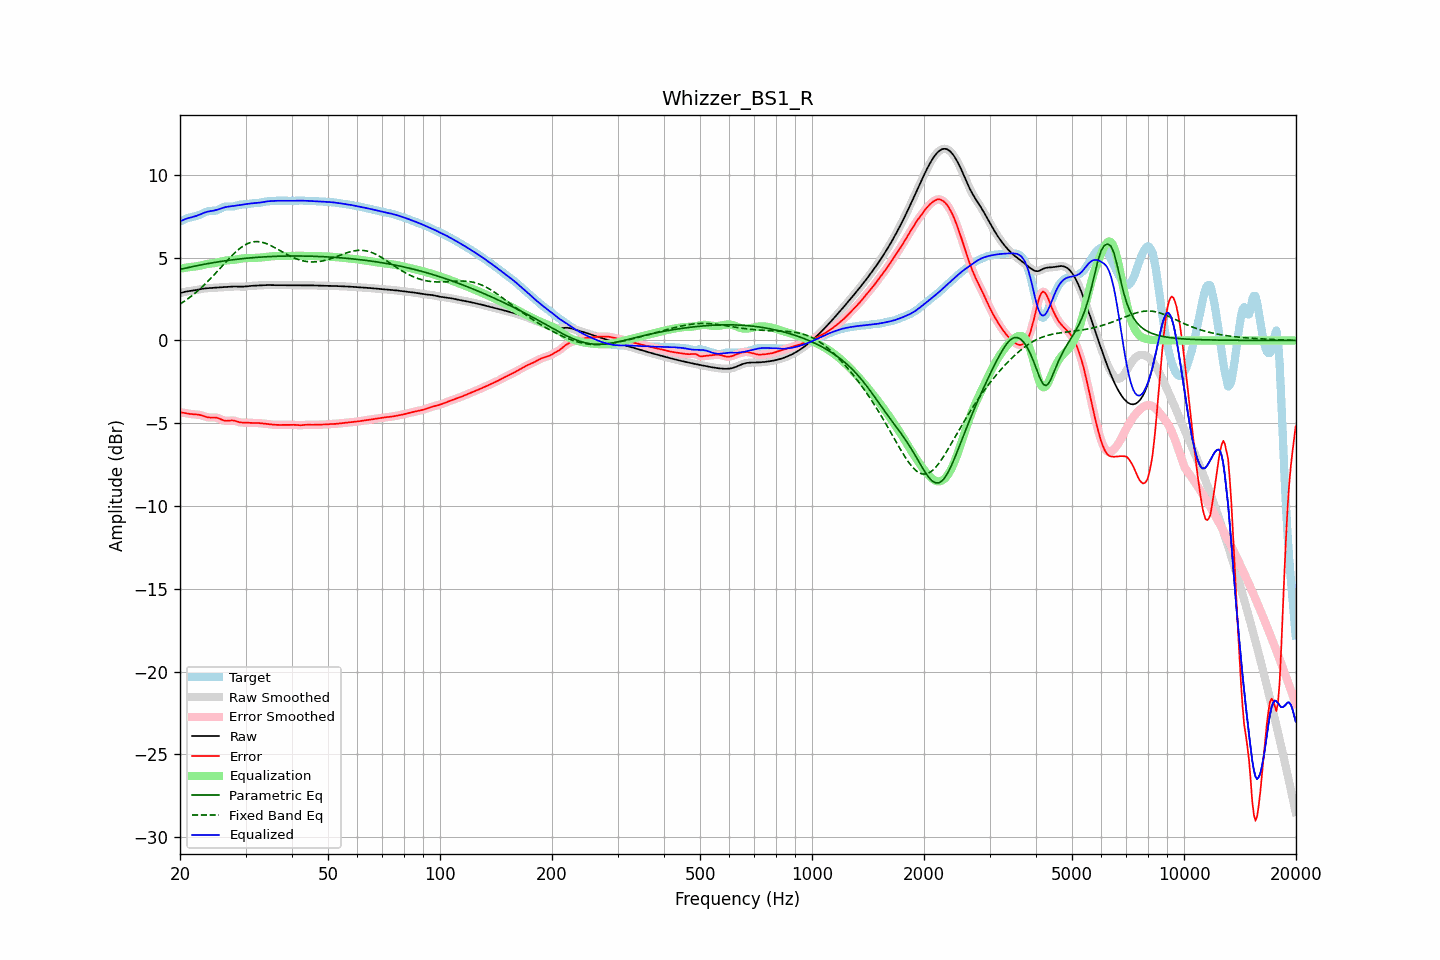 Whizzer_BS1_R
Amplitude (dBr)
10
5
0
−5
−10
−15
−20
−25
−30
Target
Raw Smoothed
Error Smoothed
Raw
Error
Equalization
Parametric Eq
Fixed Band Eq
Equalized
20 50 100 200 500 1000 2000 5000 10000 20000
Frequency (Hz)